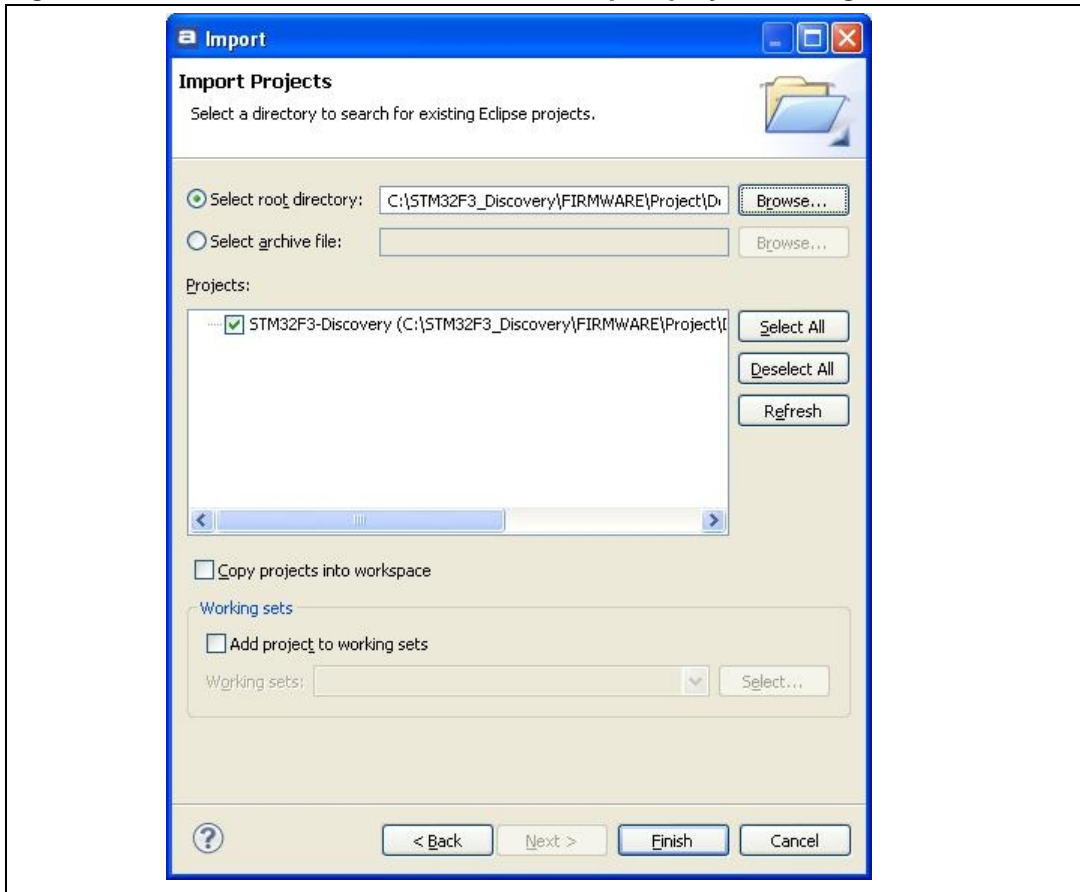 Import
Import Projects
Select a directory to search for existing Eclipse projects.
Select root directory: C:\STM32F3_Discovery\FIRMWARE\Project\D Browse...
Select archive file: Browse...
Projects:
STM32F3-Discovery (C:\STM32F3_Discovery\FIRMWARE\Project\
Select All
Deselect All
Refresh
Copy projects into workspace
Working sets
Add project to working sets
Working sets: Select...
? < Back Next > Finish Cancel